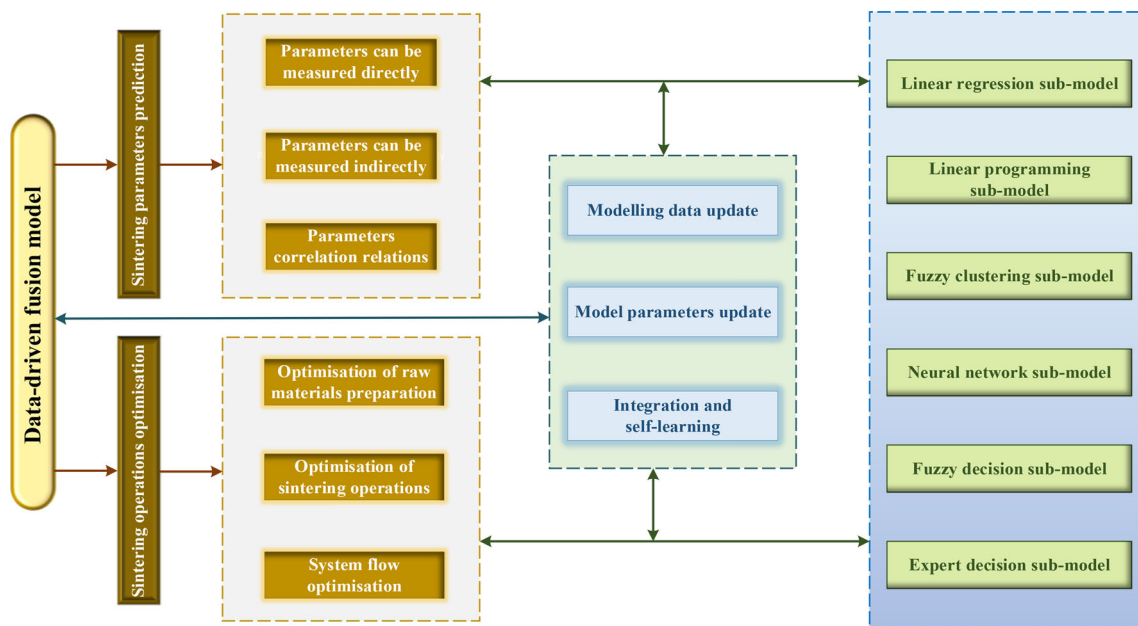 Data-driven fusion model
Sintering parameters prediction
Sintering operations optimisation
Parameters can be
measured directly
Parameters can be
measured indirectly
Parameters
correlation relations
Optimisation of raw
materials preparation
Optimisation of
sintering operations
System flow
optimisation
Modelling data update
Model parameters update
Integration and
self-learning
Linear regression sub-model
Linear programming
sub-model
Fuzzy clustering sub-model
Neural network sub-model
Fuzzy decision sub-model
Expert decision sub-model